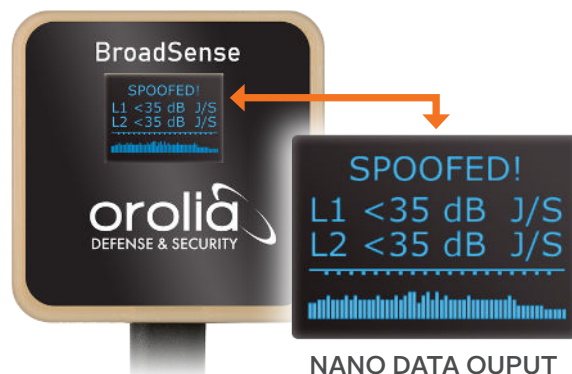 BroadSense
SPOOFED!
L1 <35 dB J/S
L2 <35 dB J/S
orolia
DEFENSE & SECURITY
SPOOFED!
L1 <35 dB J/S
L2 <35 dB J/S
NANO DATA OUPUT